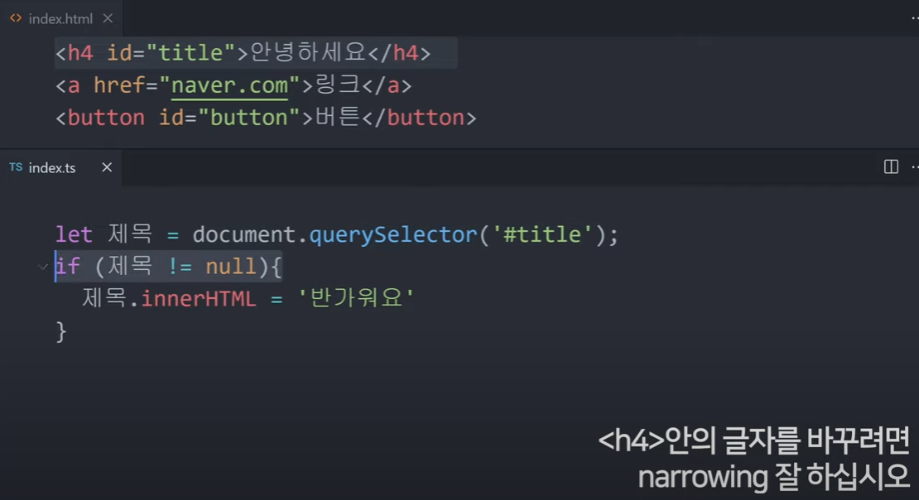 index.html
<h4 id="title">안녕하세요</h4>
<a href="naver.com">링크</a>
<button id="button">버튼</button>
TS index.ts
let 제목 = document.querySelector('#title');
if (제목 != null){
제목.innerHTML = '반가워요'
}
<h4>안의 글자를 바꾸려면
narrowing 잘 하십시오